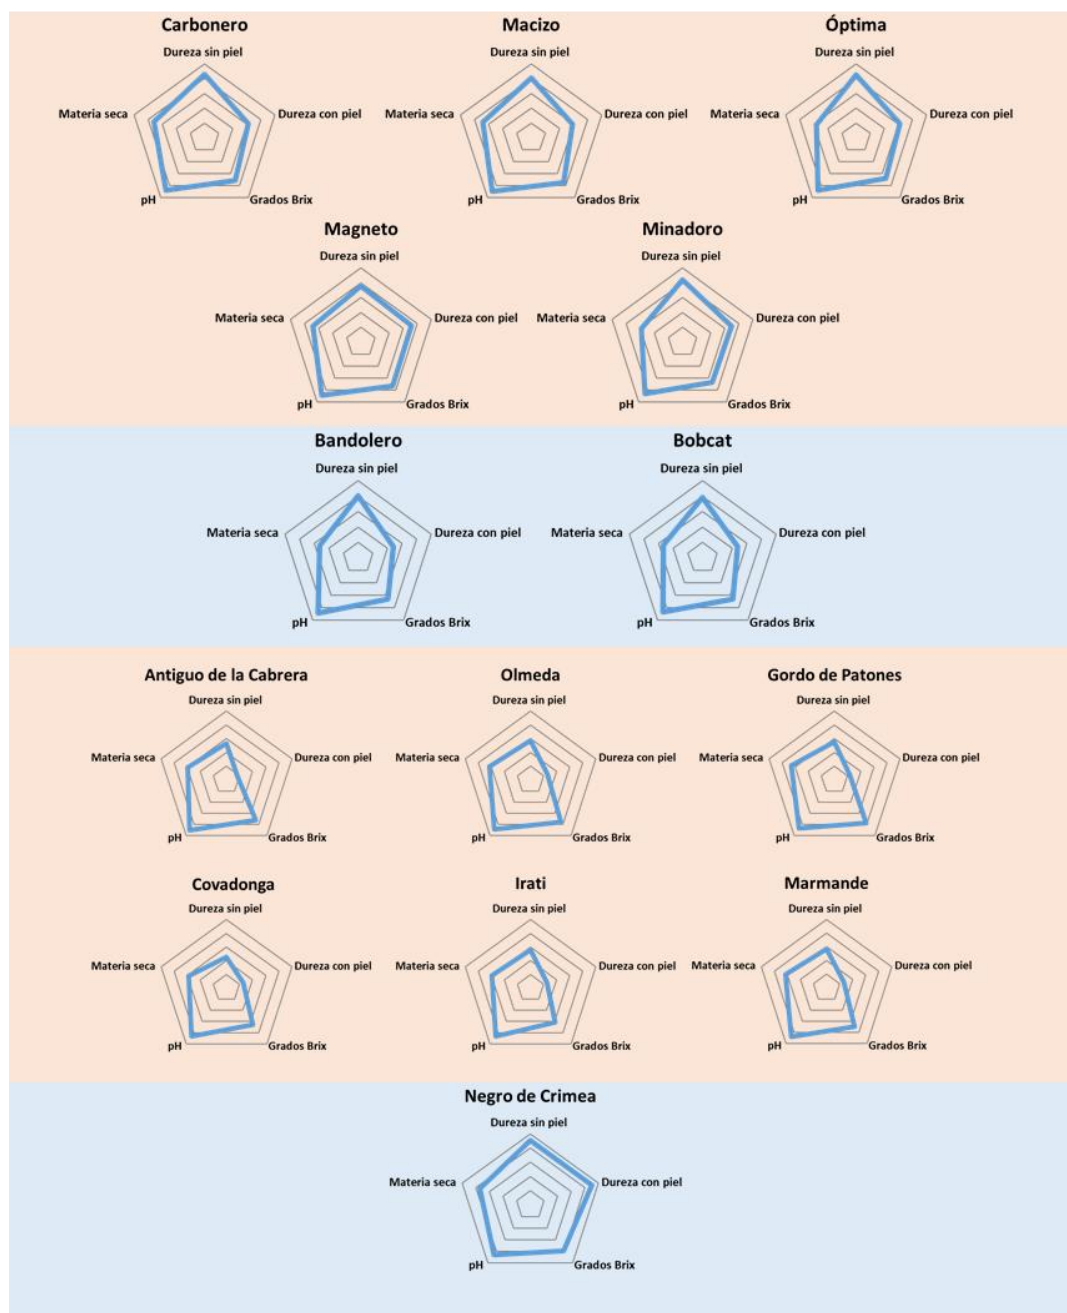 Carbonero Macizo Óptima
Dureza sin piel Dureza sin piel Dureza sin piel
Materia seca Dureza con piel Materia seca Dureza con piel Materia seca Dureza con piel
pH Grados Brix pH Grados Brix pH Grados Brix
Magneto Minadoro
Dureza sin piel Dureza sin piel
Materia seca Dureza con piel Materia seca Dureza con piel
pH Grados Brix pH Grados Brix
Bandolero Bobcat
Dureza sin piel Dureza sin piel
Materia seca Dureza con piel Materia seca Dureza con piel
pH Grados Brix pH Grados Brix
Antiguo de la Cabrera Olmeda Gordo de Patones
Dureza sin piel Dureza sin piel Dureza sin piel
Materia seca Dureza con piel Materia seca Dureza con piel Materia seca Dureza con piel
pH Grados Brix pH Grados Brix pH Grados Brix
Covadonga Irati Marmande
Dureza sin piel Dureza sin piel Dureza sin piel
Materia seca Dureza con piel Materia seca Dureza con piel Materia seca Dureza con piel
pH Grados Brix pH Grados Brix pH Grados Brix
Negro de Crimea
Dureza sin piel
Materia seca Dureza con piel
pH Grados Brix